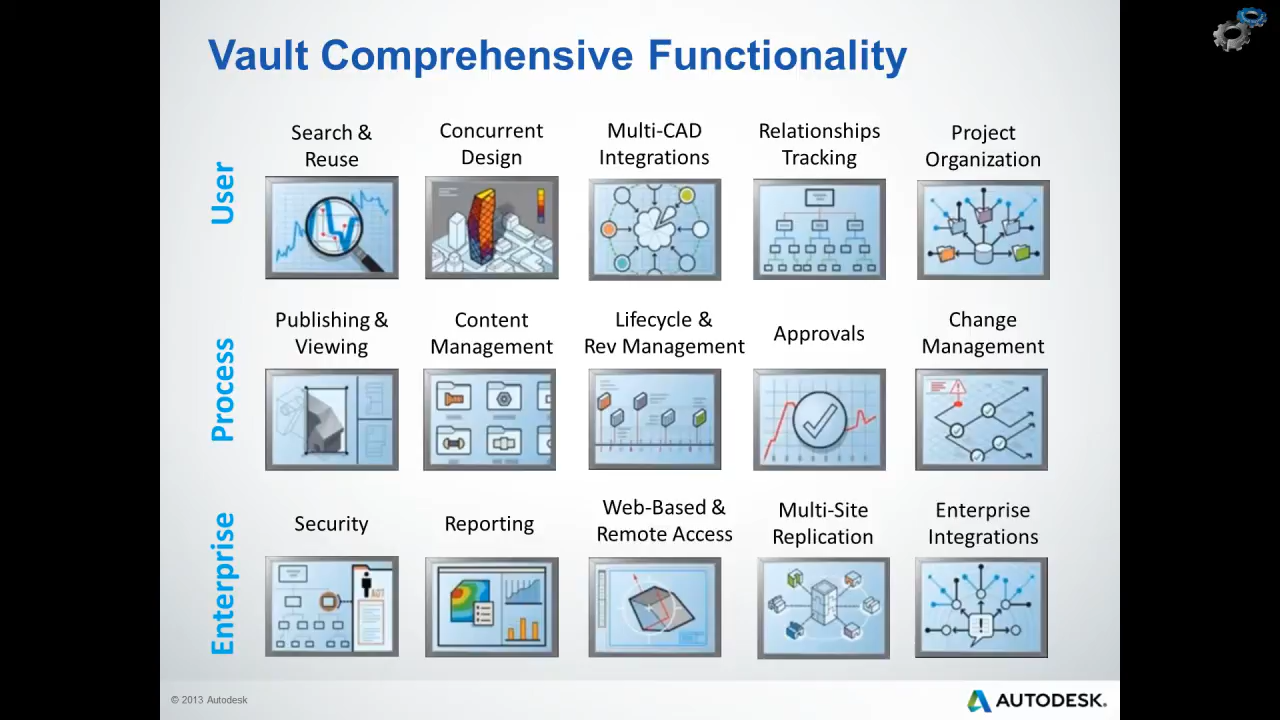 Vault Comprehensive Functionality
User
Search &
Reuse
Concurrent
Design
Multi-CAD
Integrations
Relationships
Tracking
Project
Organization
Process
Publishing &
Viewing
Content
Management
Lifecycle &
Rev Management
Approvals
Change
Management
Enterprise
Security
Reporting
Web-Based &
Remote Access
Multi-Site
Replication
Enterprise
Integrations
© 2013 Autodesk
AUTODESK.